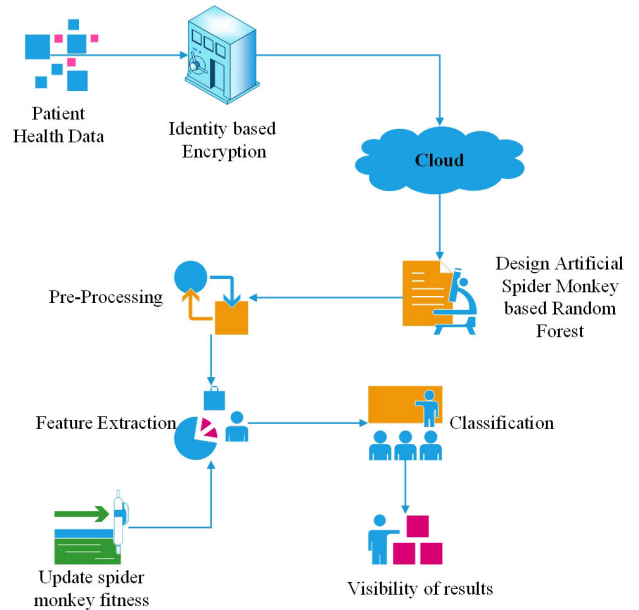 Patient
Health Data
Identity based
Encryption
Cloud
Design Artificial
Spider Monkey
based Random
Forest
Pre-Processing
Feature Extraction
Classification
Update spider
monkey fitness
Visibility of results